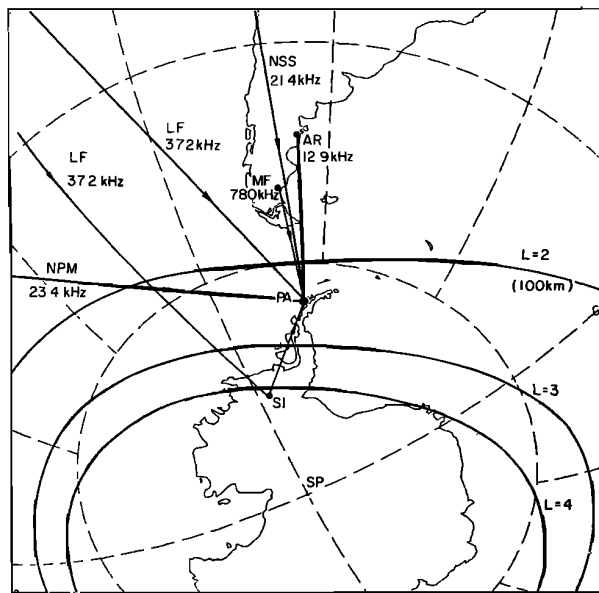 NSS
21.4kHz
AR
12.9kHz
LF
37.2kHz
LF
37.2 kHz
MF
780kHz
L=2
(100km)
NPM
23.4 kHz
PA
L=3
SI
SP
L=4